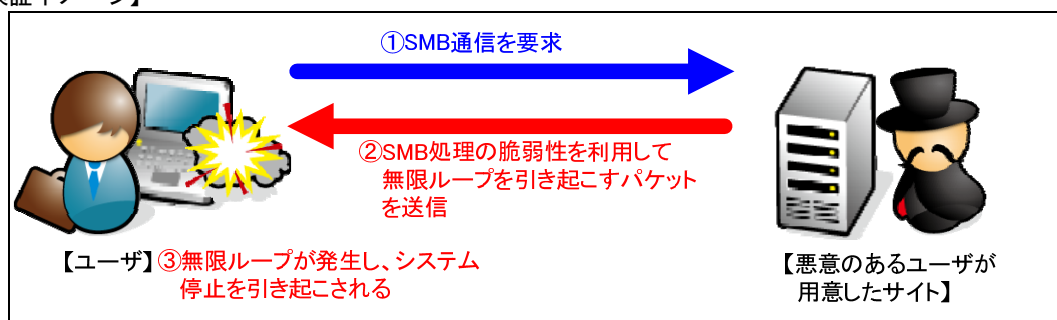 ①SMB通信を要求
②SMB処理の脆弱性を利用して
無限ループを引き起こすパケット
を送信
【ユーザ】③無限ループが発生し、システム
停止を引き起こされる
【悪意のあるユーザが
用意したサイト】